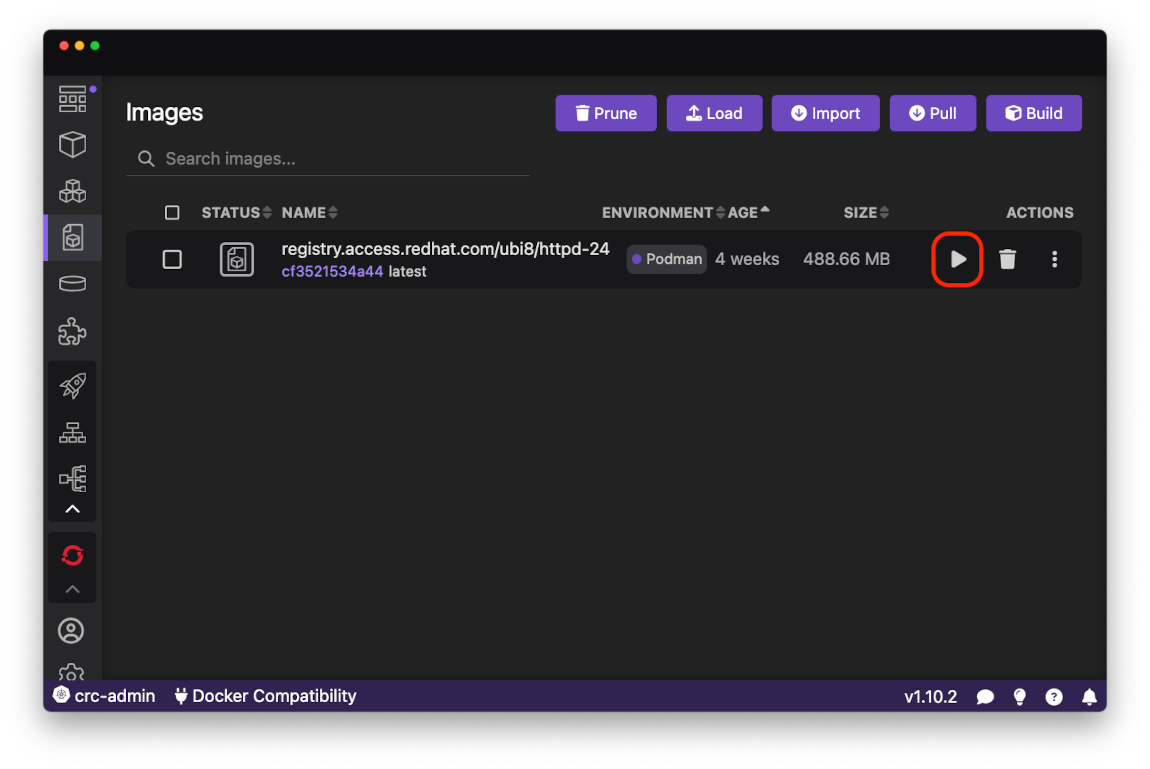 Images
Prune
Load
Import
Pull
Build
Search images...
STATUS NAME ENVIRONMENT AGE SIZE ACTIONS
registry.access.redhat.com/ubi8/httpd-24
cf3521534a44 latest
Podman 4 weeks 488.66 MB
crc-admin Docker Compatibility v1.10.2